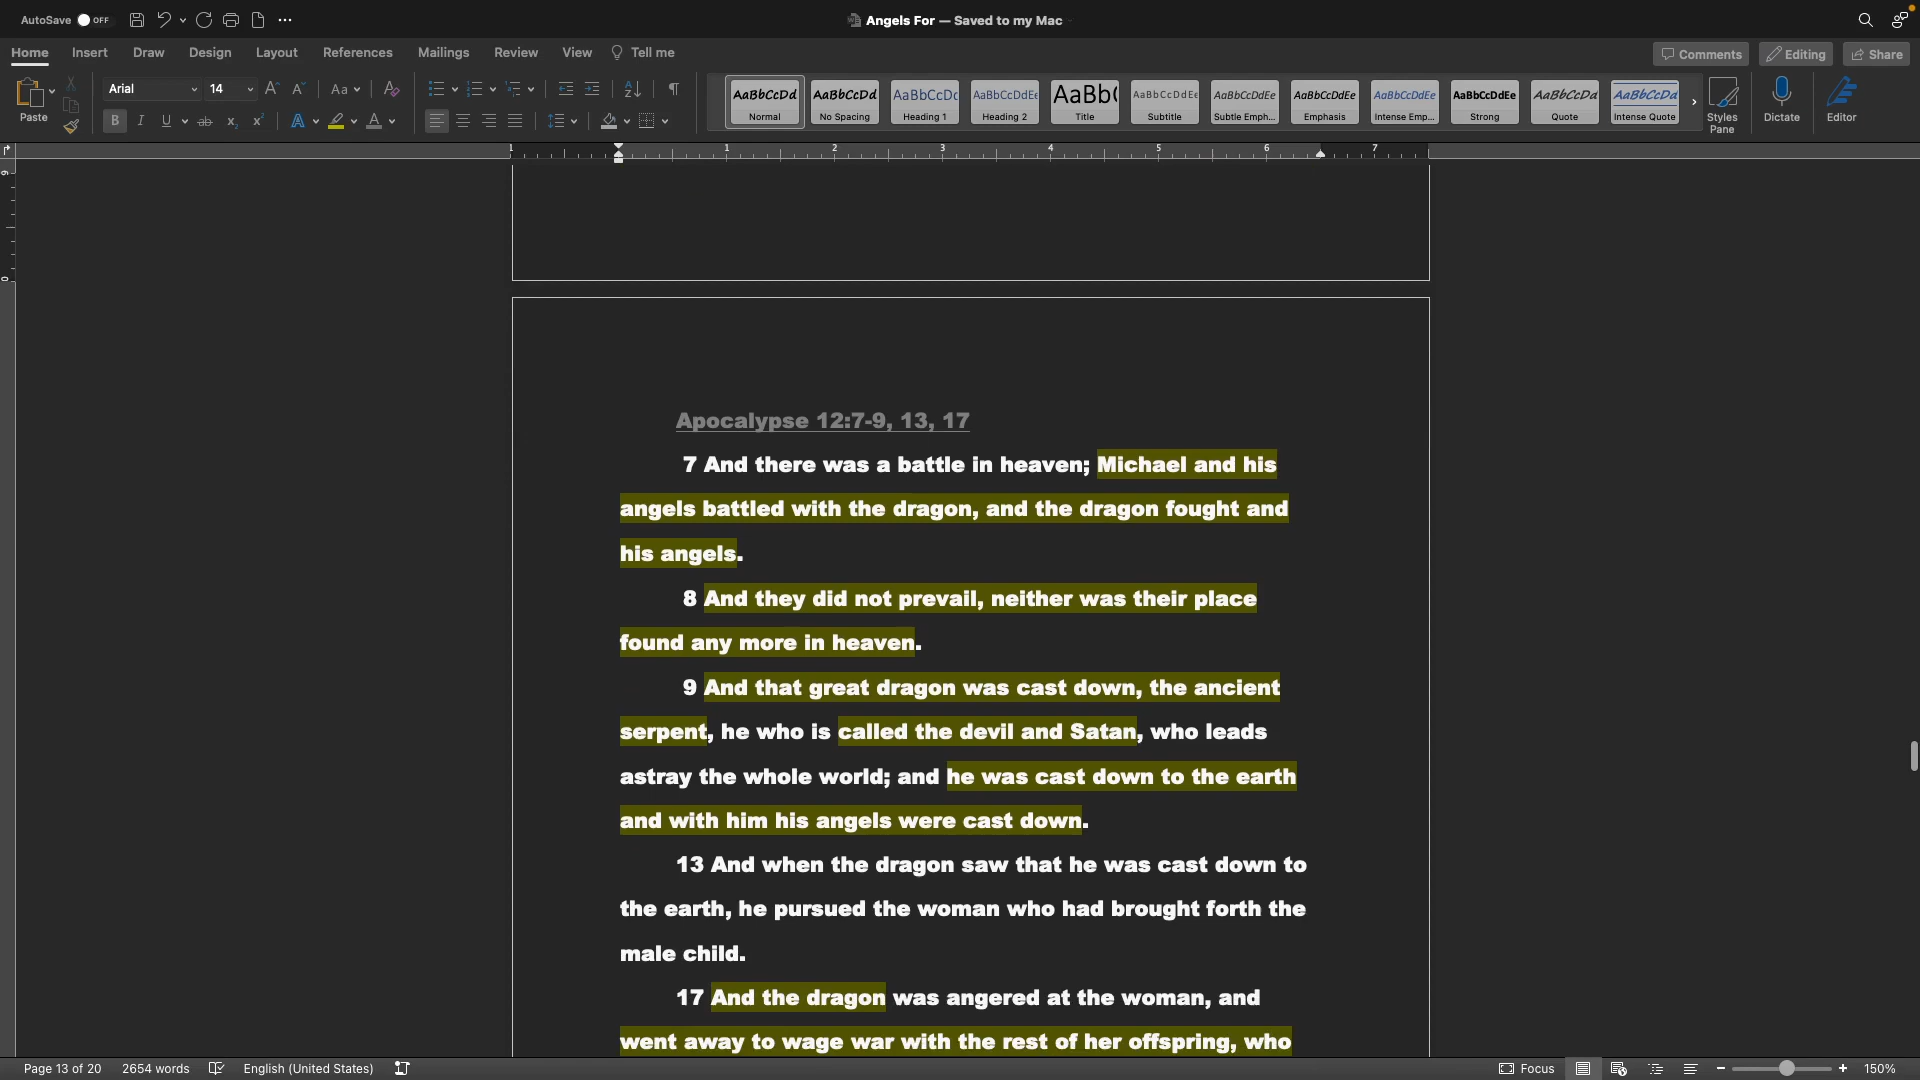 AutoSave OFF
Angels For — Saved to my Mac
Home Insert Draw Design Layout References Mailings Review View Tell me
Comments Editing Share
Paste
Arial 14
AaBbCcDd AaBbCcDd AaBbCcDc AaBbCcDdEe AaBb( AaBbCcDdEe AaBbCcDdEe AaBbCcDdEe AaBbCcDdEe AaBbCcDdEe AaBbCcDd AaBbCcDd
Normal No Spacing Heading 1 Heading 2 Title Subtitle Subtle Emph... Emphasis Intense Emp... Strong Quote Intense Quote
Styles Pane
Dictate
Editor
1 1 2 3 4 5 6 7
Apocalypse 12:7-9, 13, 17
7 And there was a battle in heaven; Michael and his
angels battled with the dragon, and the dragon fought and
his angels.
8 And they did not prevail, neither was their place
found any more in heaven.
9 And that great dragon was cast down, the ancient
serpent, he who is called the devil and Satan, who leads
astray the whole world; and he was cast down to the earth
and with him his angels were cast down.
13 And when the dragon saw that he was cast down to
the earth, he pursued the woman who had brought forth the
male child.
17 And the dragon was angered at the woman, and
went away to wage war with the rest of her offspring, who
Page 13 of 20 2654 words English (United States) Focus 150%